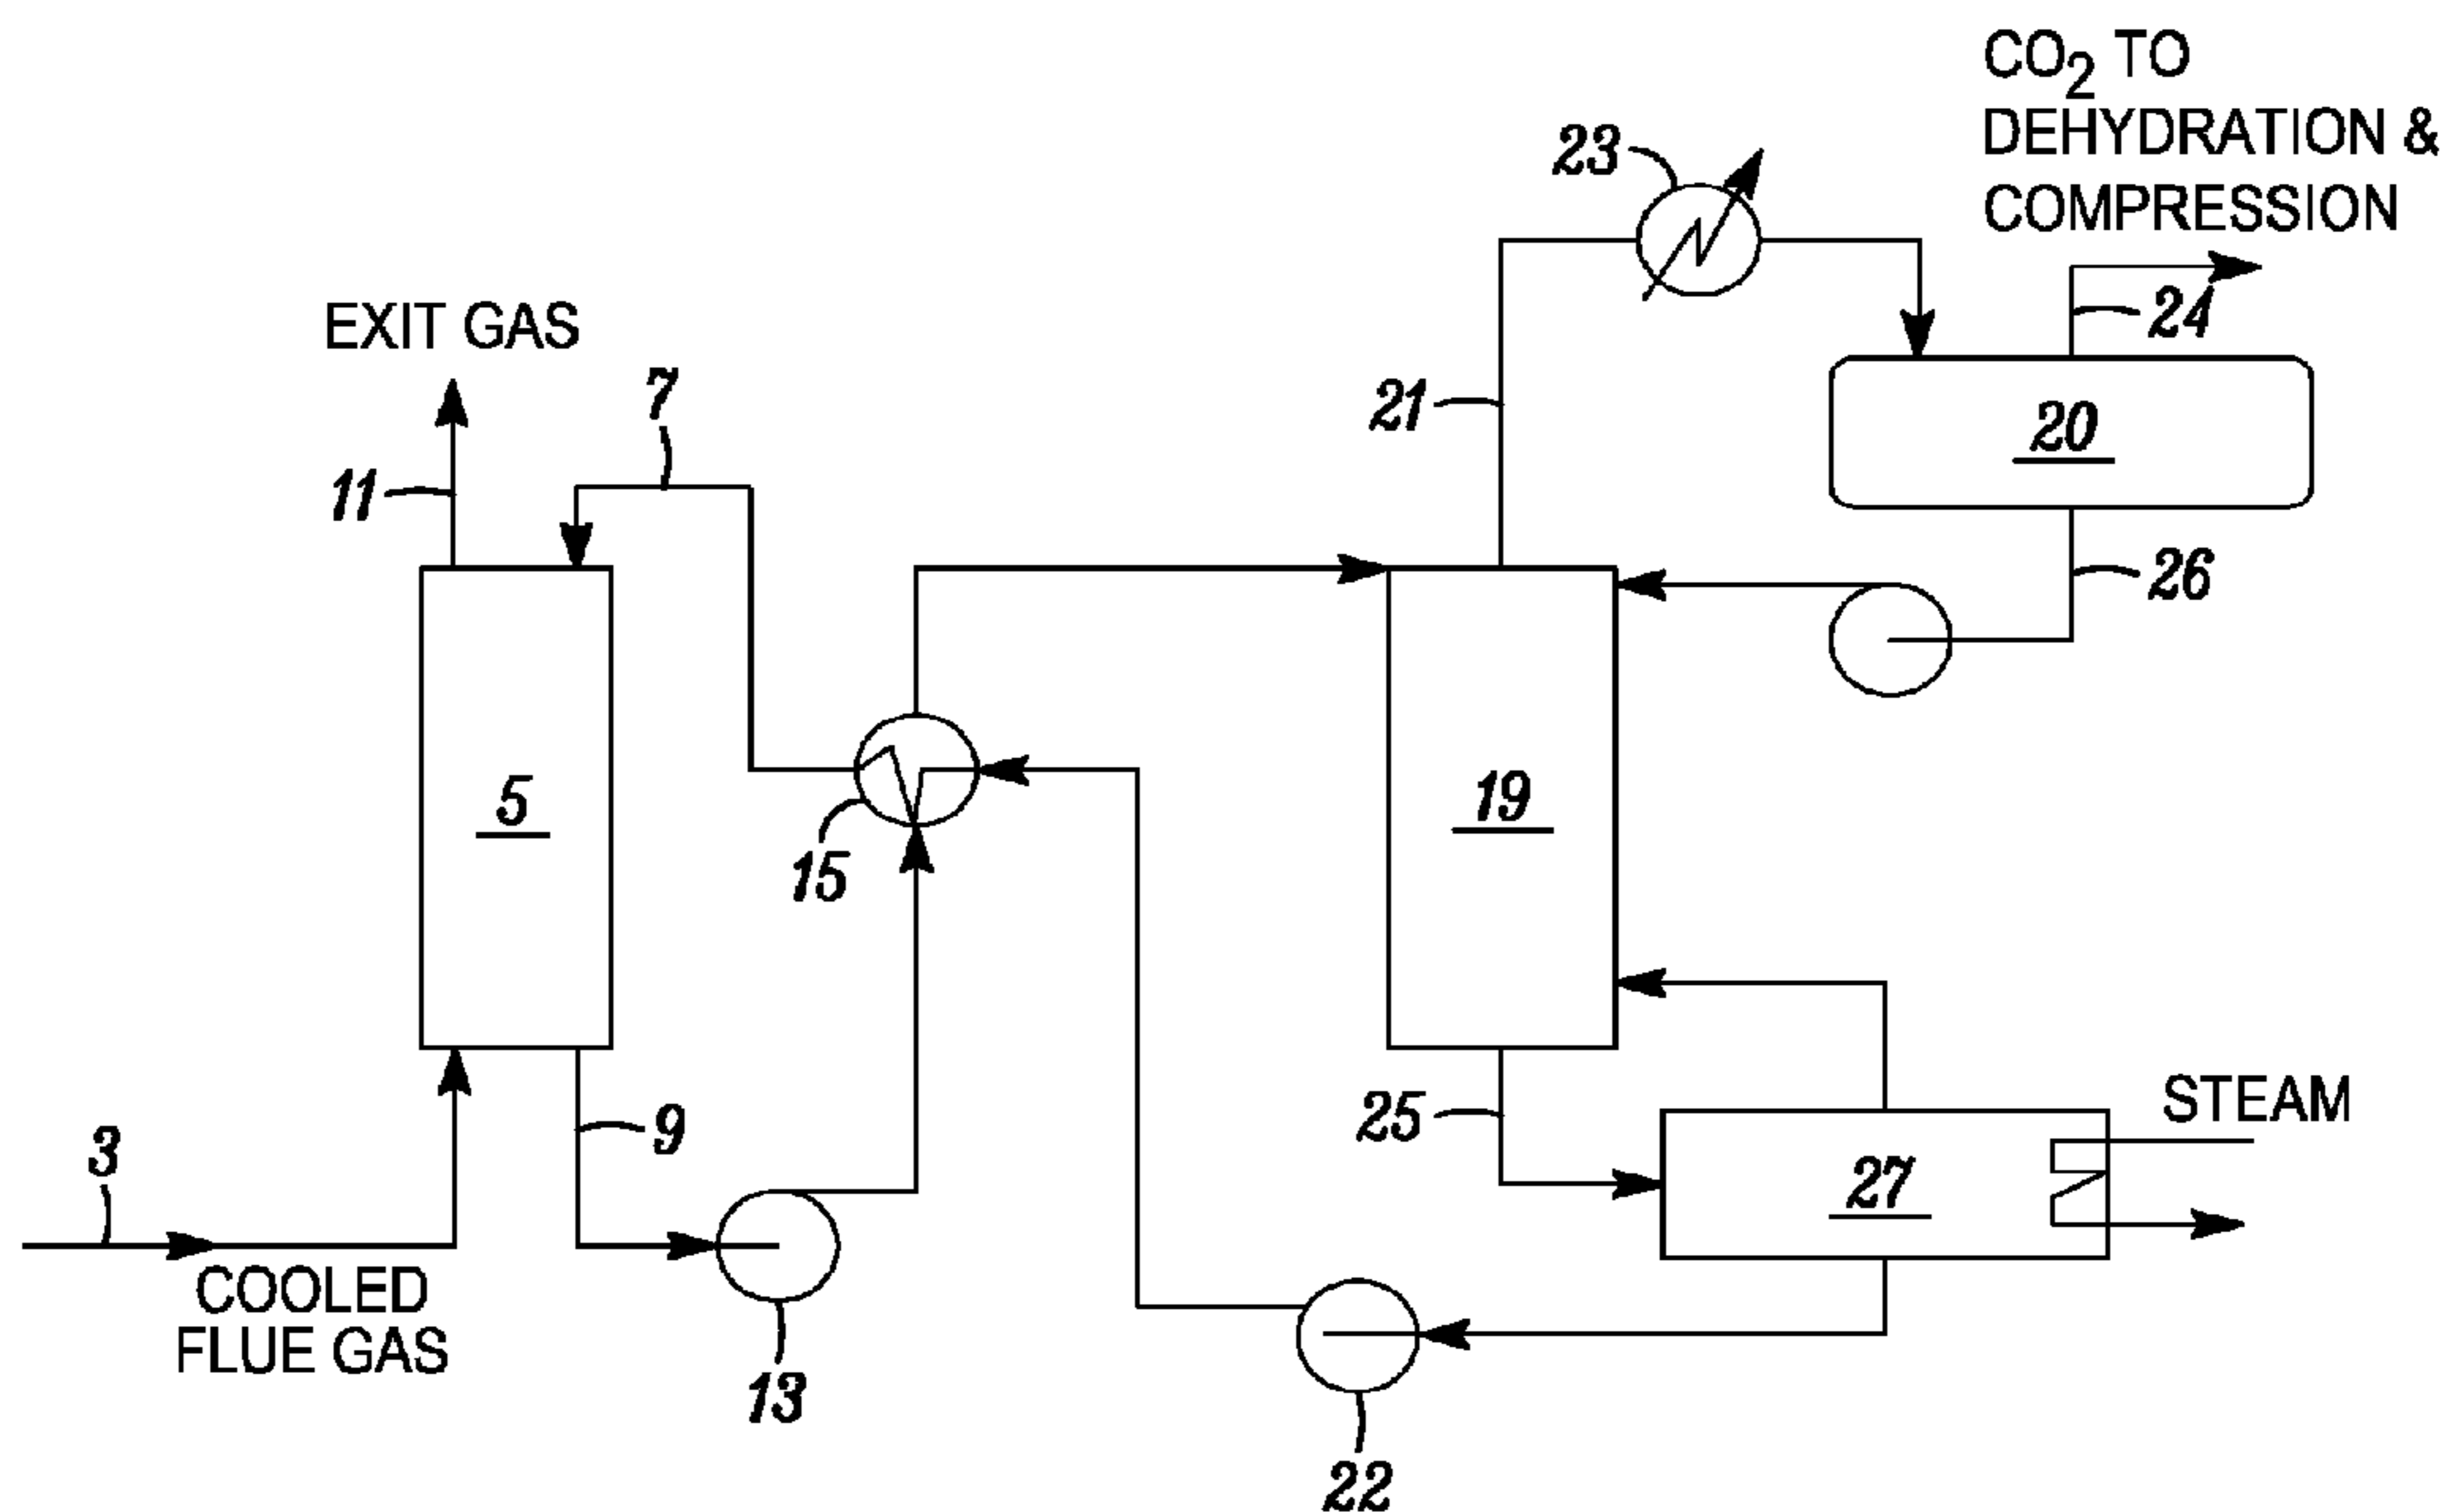 CO₂ TO
DEHYDRATION &
COMPRESSION
23
24
EXIT GAS
7
21
20
11
26
5
19
15
25
STEAM
9
3
27
COOLED
FLUE GAS
13
22